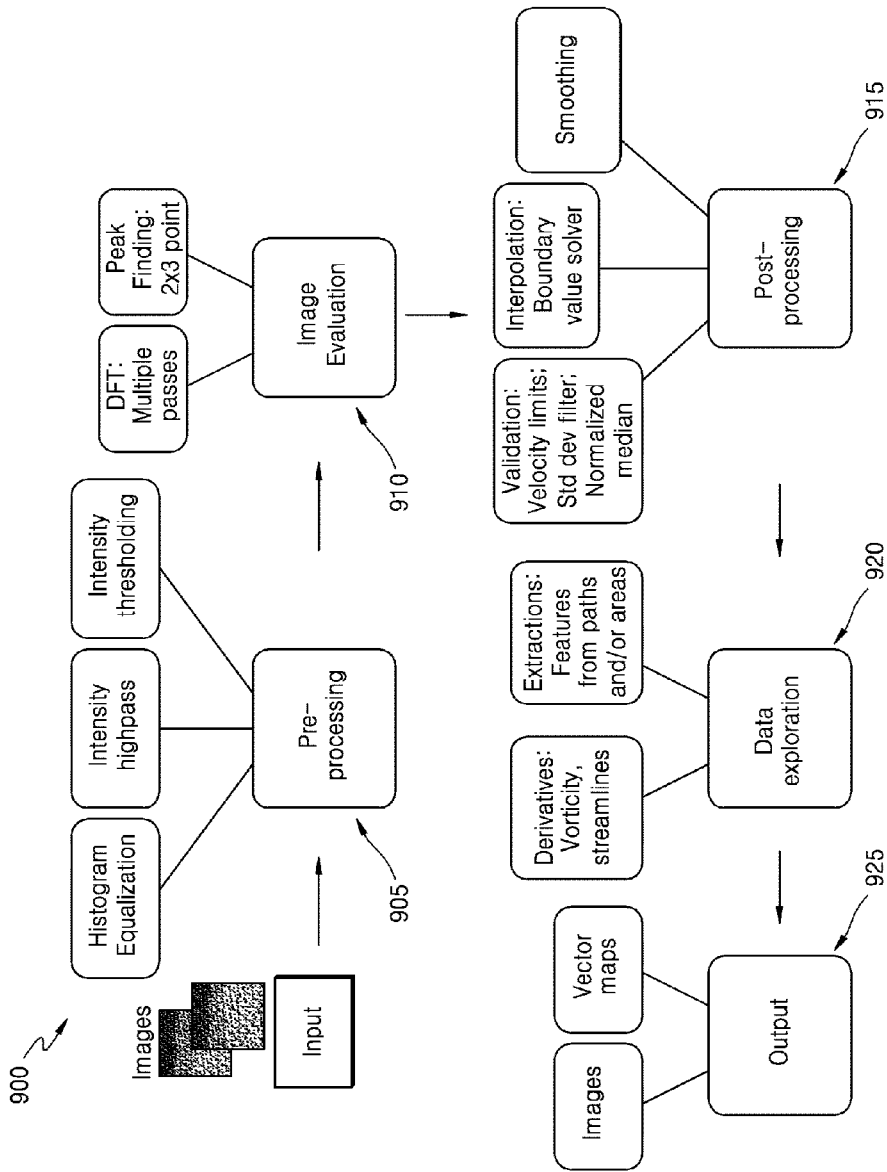 900
Images
Input
Histogram
Equalization
Intensity
highpass
Intensity
thresholding
Pre-
processing
905
DFT:
Multiple
passes
Peak
Finding:
2x3 point
Image
Evaluation
910
Validation:
Velocity limits;
Std dev filter;
Normalized
median
Interpolation:
Boundary
value solver
Smoothing
Post-
processing
915
Derivatives:
Vorticity,
streamlines
Extractions:
Features
from paths
and/or areas
Data
exploration
920
Images
Vector
maps
Output
925